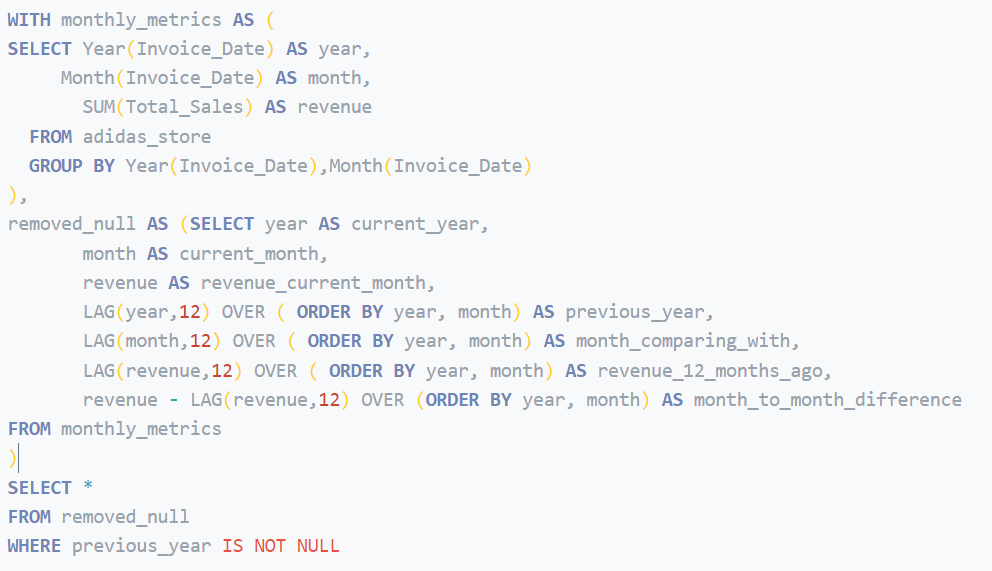 WITH monthly_metrics AS (
SELECT Year(Invoice_Date) AS year,
Month(Invoice_Date) AS month,
SUM(Total_Sales) AS revenue
FROM adidas_store
GROUP BY Year(Invoice_Date),Month(Invoice_Date)
),
removed_null AS (SELECT year AS current_year,
month AS current_month,
revenue AS revenue_current_month,
LAG(year,12) OVER ( ORDER BY year, month) AS previous_year,
LAG(month,12) OVER ( ORDER BY year, month) AS month_comparing_with,
LAG(revenue,12) OVER ( ORDER BY year, month) AS revenue_12_months_ago,
revenue - LAG(revenue,12) OVER (ORDER BY year, month) AS month_to_month_difference
FROM monthly_metrics
)
SELECT *
FROM removed_null
WHERE previous_year IS NOT NULL